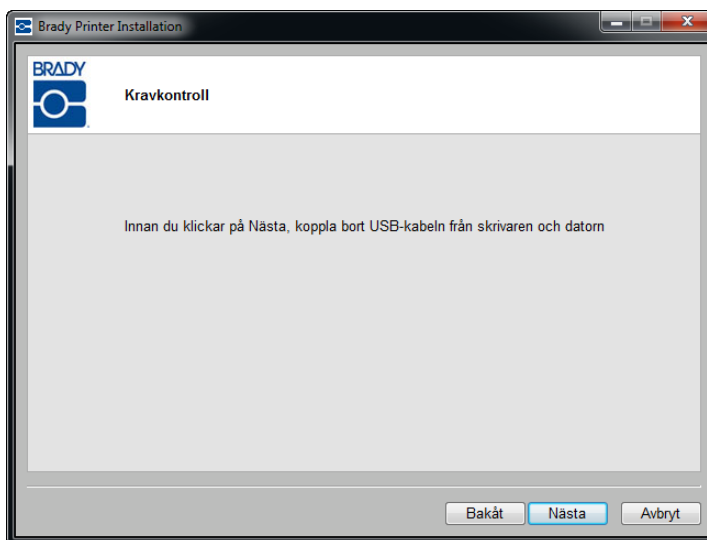 Brady Printer Installation
BRADY
Kravkontroll
Innan du klickar på Nästa, koppla bort USB-kabeln från skrivaren och datorn
Bakåt
Nästa
Avbryt